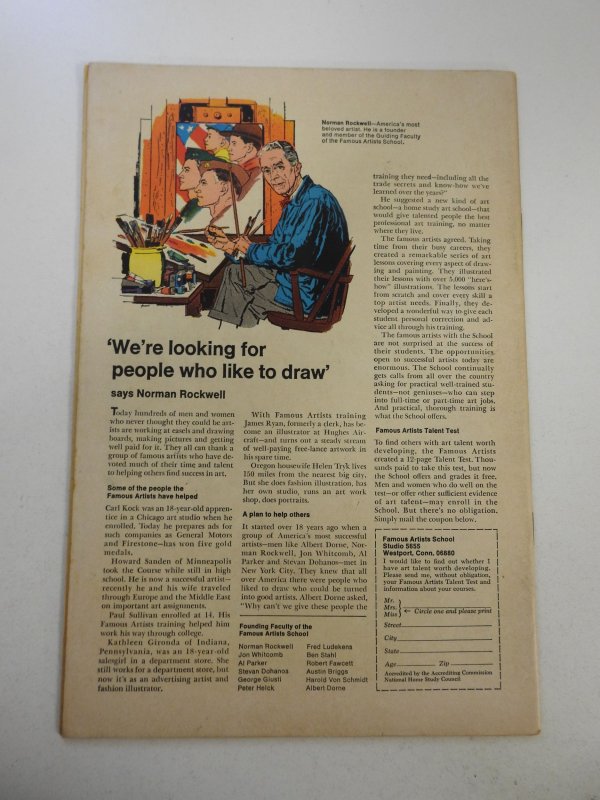 Norman Rockwell—America's most
beloved artist. He is a founder
and member of the Guiding Faculty
of the Famous Artists School.
'We're looking for
people who like to draw'
says Norman Rockwell
Today hundreds of men and women
who never thought they could be art-
ists are working at easels and drawing
boards, making pictures and getting
well paid for it. They all can thank a
group of famous artists who have de-
voted much of their time and talent
to helping others find success in art.
Some of the people the
Famous Artists have helped
Carl Kock was an 18-year-old appren-
tice in a Chicago art studio when he
enrolled. Today he prepares ads for
such companies as General Motors
and Firestone—has won five gold
medals.
Howard Sanden of Minneapolis
took the Course while still in high
school. He is now a successful artist—
recently he and his wife traveled
through Europe and the Middle East
on important art assignments.
Paul Sullivan enrolled at 14. His
Famous Artists training helped him
work his way through college.
Kathleen Gironda of Indiana,
Pennsylvania, was an 18-year-old
salesgirl in a department store. She
still works for a department store, but
now it's as an advertising artist and
fashion illustrator.
With Famous Artists training
James Ryan, formerly a clerk, has be-
come an illustrator at Hughes Air-
craft—and turns out a steady stream
of well-paying free-lance artwork in
his spare time.
Oregon housewife Helen Tryk lives
150 miles from the nearest big city.
But she does fashion illustration, has
her own studio, runs an art work
shop, does portraits.
A plan to help others
It started over 18 years ago when a
group of America's most successful
artists—men like Albert Dorne, Nor-
man Rockwell, Jon Whitcomb, Al
Parker and Stevan Dohanos—met in
New York City. They knew that all
over America there were people who
liked to draw who could be turned
into good artists. Albert Dorne asked,
"Why can't we give these people the
Founding Faculty of the
Famous Artists School
Norman Rockwell
Jon Whitcomb
Al Parker
Stevan Dohanos
George Giusti
Peter Helck
Fred Ludekens
Ben Stahl
Robert Fawcett
Austin Briggs
Harold Von Schmidt
Albert Dorne
training they need—including all the
trade secrets and know-how we've
learned over the years?"
He suggested a new kind of art
school—a home study art school—that
would give talented people the best
professional art training, no matter
where they live.
The famous artists agreed. Taking
time from their busy careers, they
created a remarkable series of art
lessons covering every aspect of draw-
ing and painting. They illustrated
their lessons with over 5,000 "here's-
how" illustrations. The lessons start
from scratch and cover every skill a
top artist needs. Finally, they de-
veloped a wonderful way to give each
student personal correction and ad-
vice all through his training.
The famous artists with the School
are not surprised at the success of
their students. The opportunities
open to successful artists today are
enormous. The School continually
gets calls from all over the country
asking for practical well-trained stu-
dents—not geniuses—who can step
into full-time or part-time art jobs.
And practical, thorough training is
what the School offers.
Famous Artists Talent Test
To find others with art talent worth
developing, the Famous Artists
created a 12-page Talent Test. Thou-
sands paid to take this test, but now
the School offers and grades it free.
Men and women who do well on the
test—or offer other sufficient evidence
of art talent—may enroll in the
School. But there's no obligation.
Simply mail the coupon below.
Famous Artists School
Studio 5655
Westport, Conn. 06880
I would like to find out whether I
have art talent worth developing.
Please send me, without obligation,
your Famous Artists Talent Test and
information about your courses.
Mr.
Mrs. ← Circle one and please print
Miss
Street
City
State
Age Zip
Accredited by the Accrediting Commission
National Home Study Council